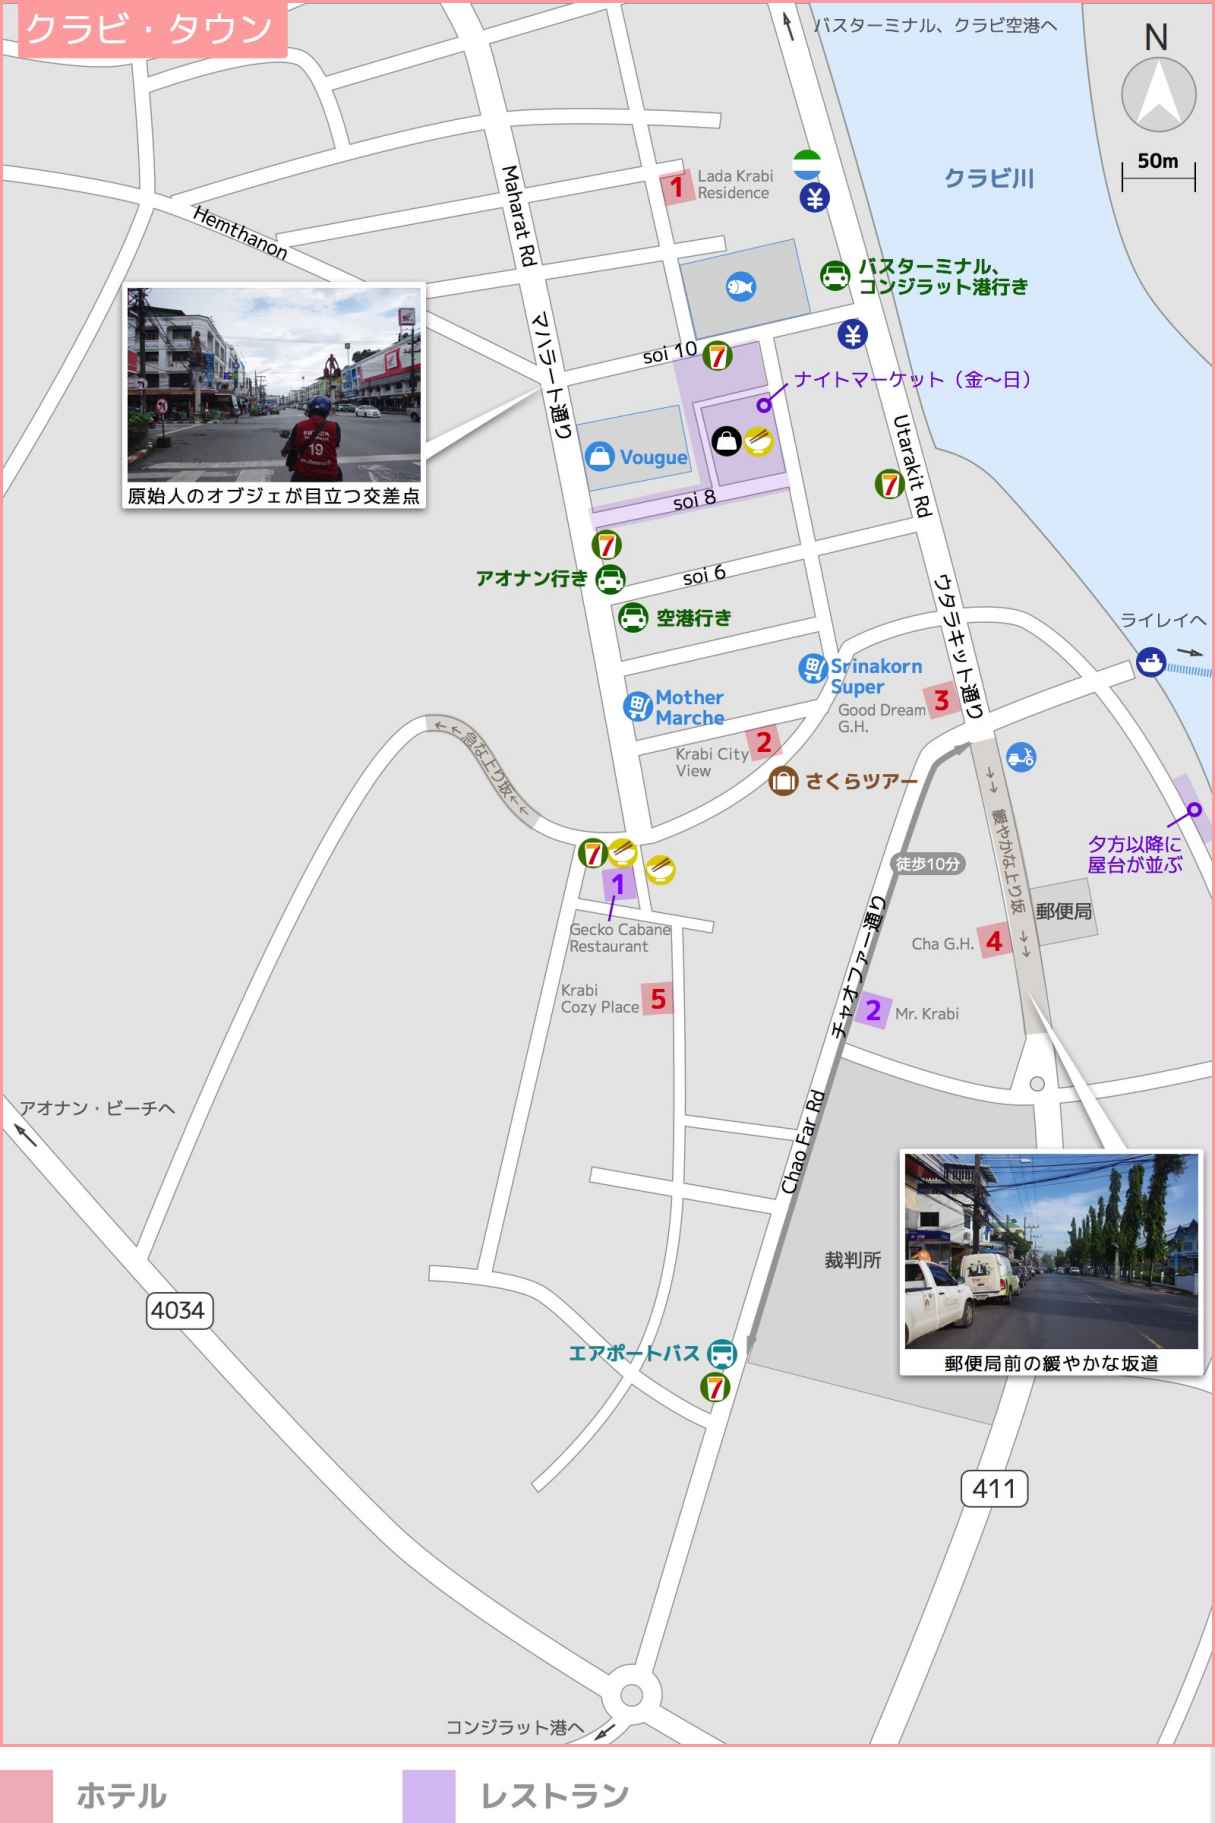 クラビ・タウン
バスターミナル、クラビ空港へ
N
50m
クラビ川
1
Lada Krabi
Residence
¥
Maharat Rd
Hemthanon
バスターミナル、
コンジラット港行き
¥
soi 10
7
マハラート通り
ナイトマーケット（金～日）
19
原始人のオブジェが目立つ交差点
Vougue
Utarakit Rd
7
soi 8
7
アオナン行き
soi 6
空港行き
ウタラキット通り
ライレイへ
Srinakorn
Super
Mother
Marche
Good Dream
G.H.
3
Krabi City
View
2
←←急な上り坂←←
さくらツアー
→→ 緩やかな上り坂 →→
夕方以降に
屋台が並ぶ
7
1
徒歩10分
郵便局
Gecko Cabane
Restaurant
チャオファー通り
Cha G.H.
4
Krabi
Cozy Place
5
2
Mr. Krabi
アオナン・ビーチへ
Chao Far Rd
裁判所
4034
エアポートバス
7
郵便局前の緩やかな坂道
411
コンジラット港へ
ホテル
レストラン